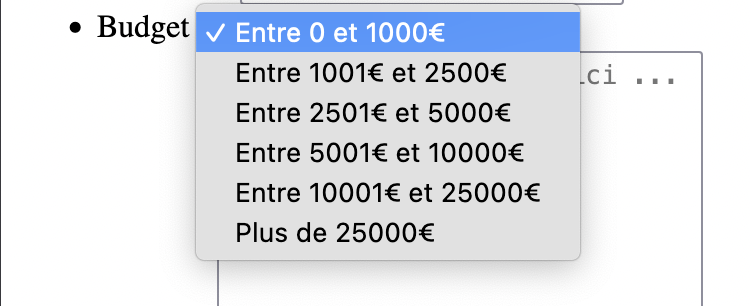 Budget
✓ Entre 0 et 1000€
Entre 1001€ et 2500€
ici ...
Entre 2501€ et 5000€
Entre 5001€ et 10000€
Entre 10001€ et 25000€
Plus de 25000€